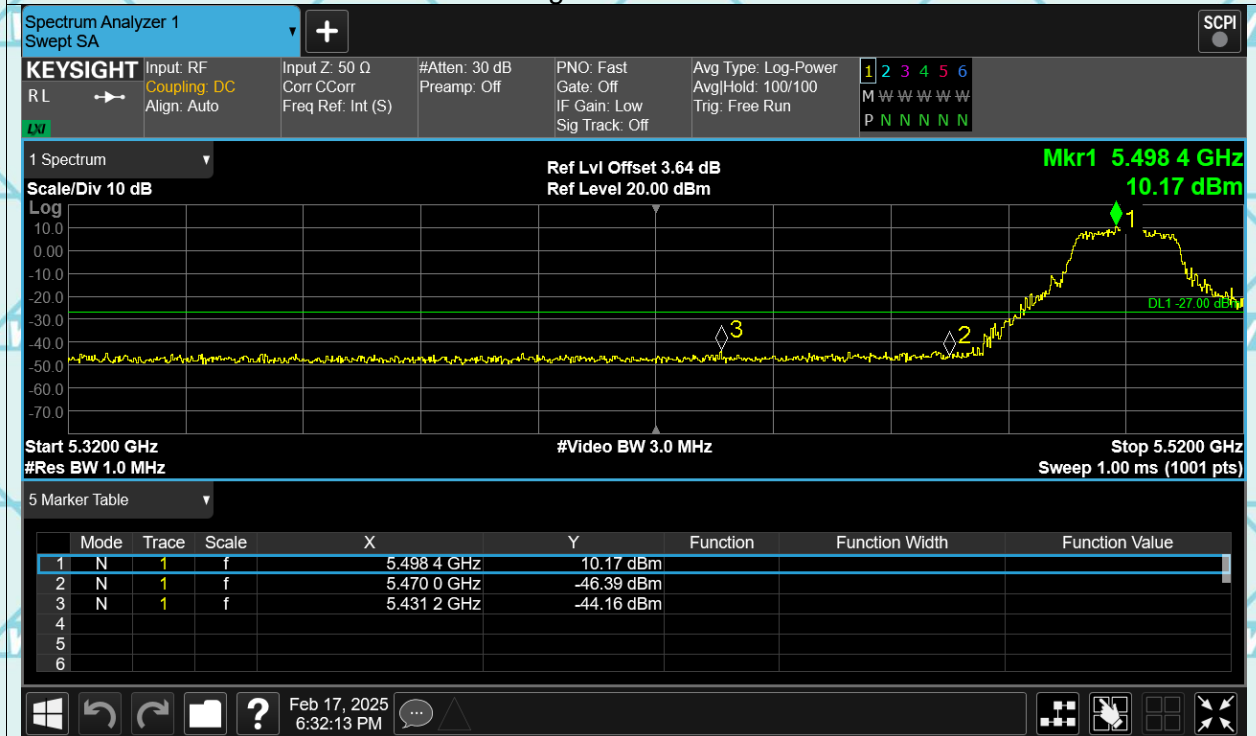 Spectrum Analyzer 1
Swept SA
+
SCPI
KEYSIGHT
R L
LXI
Input: RF
Coupling: DC
Align: Auto
Input Z: 50 Ω
Corr CCorr
Freq Ref: Int (S)
#Atten: 30 dB
Preamp: Off
PNO: Fast
Gate: Off
IF Gain: Low
Sig Track: Off
Avg Type: Log-Power
Avg|Hold: 100/100
Trig: Free Run
1 2 3 4 5 6
M W W W W W W
P N N N N N N
1 Spectrum
Scale/Div 10 dB
Ref Lvl Offset 3.64 dB
Ref Level 20.00 dBm
Mkr1 5.498 4 GHz
10.17 dBm
Log
10.0
0.00
-10.0
-20.0
-30.0
-40.0
-50.0
-60.0
-70.0
1
DL1 -27.00 dBm
3
2
Start 5.3200 GHz
#Video BW 3.0 MHz
Stop 5.5200 GHz
#Res BW 1.0 MHz
Sweep 1.00 ms (1001 pts)
5 Marker Table
Mode Trace Scale X Y Function Function Width Function Value
1 N 1 f 5.498 4 GHz 10.17 dBm
2 N 1 f 5.470 0 GHz -46.39 dBm
3 N 1 f 5.431 2 GHz -44.16 dBm
4
5
6
?
Feb 17, 2025
6:32:13 PM